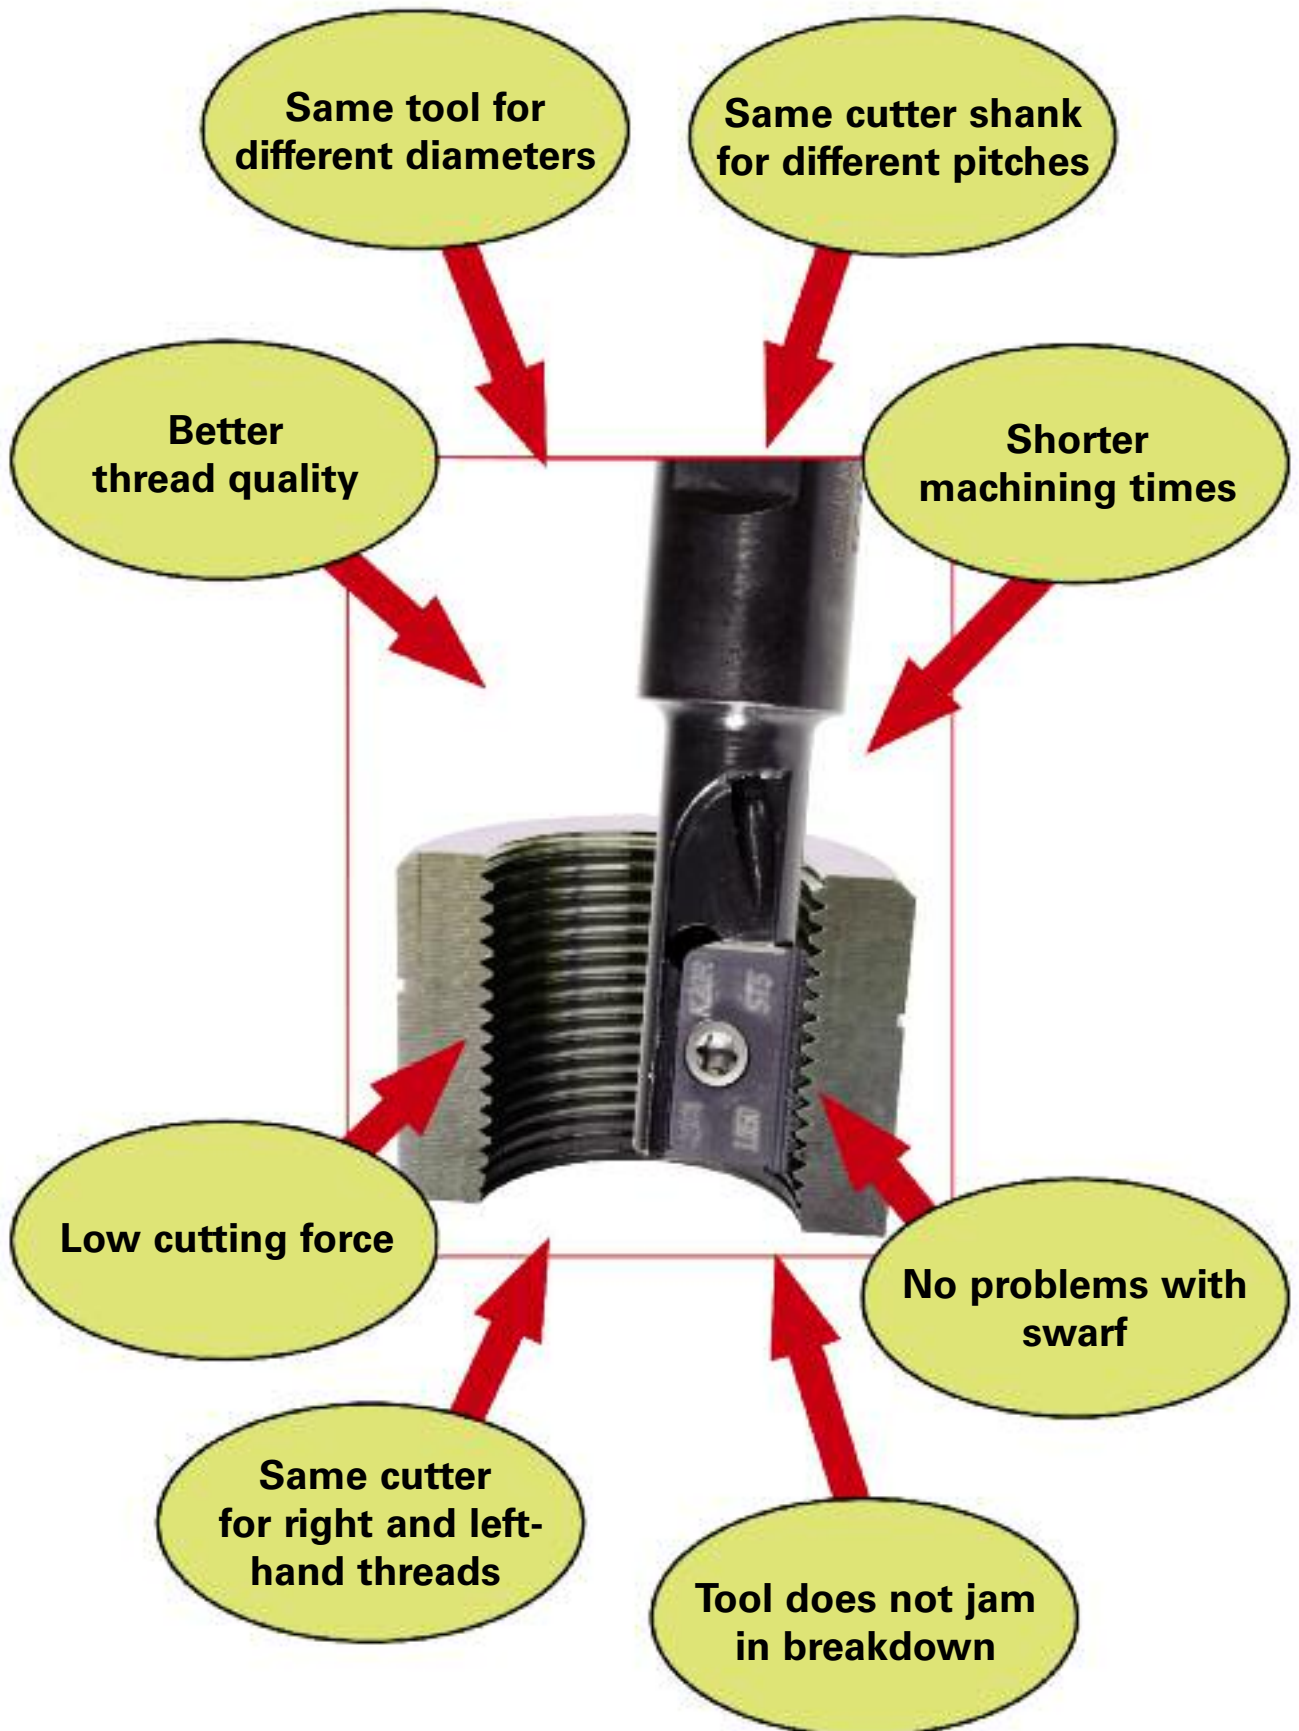 Same tool for
different diameters
Same cutter shank
for different pitches
Better
thread quality
Shorter
machining times
Low cutting force
No problems with
swarf
Same cutter
for right and left-
hand threads
Tool does not jam
in breakdown